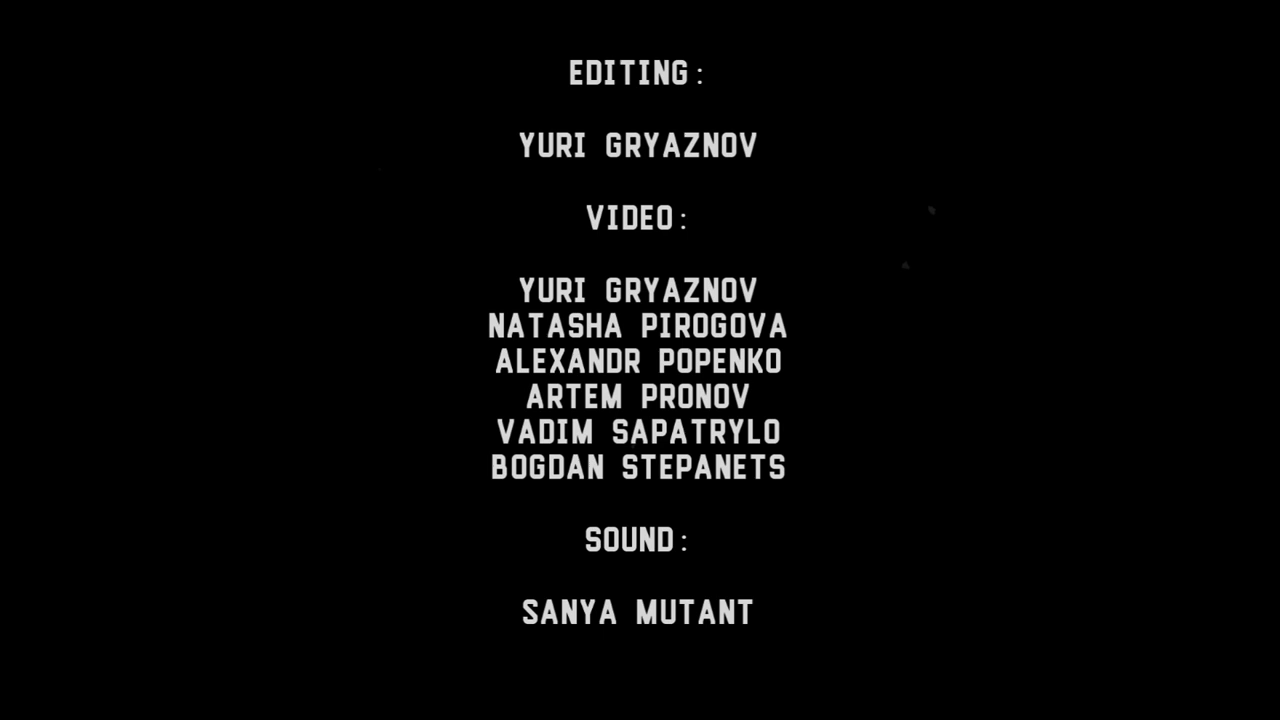 EDITING:
YURI GRYAZNOV
VIDEO:
YURI GRYAZNOV
NATASHA PIROGOVA
ALEXANDR POPENKO
ARTEM PRONOV
VADIM SAPATRYLO
BOGDAN STEPANETS
SOUND:
SANYA MUTANT